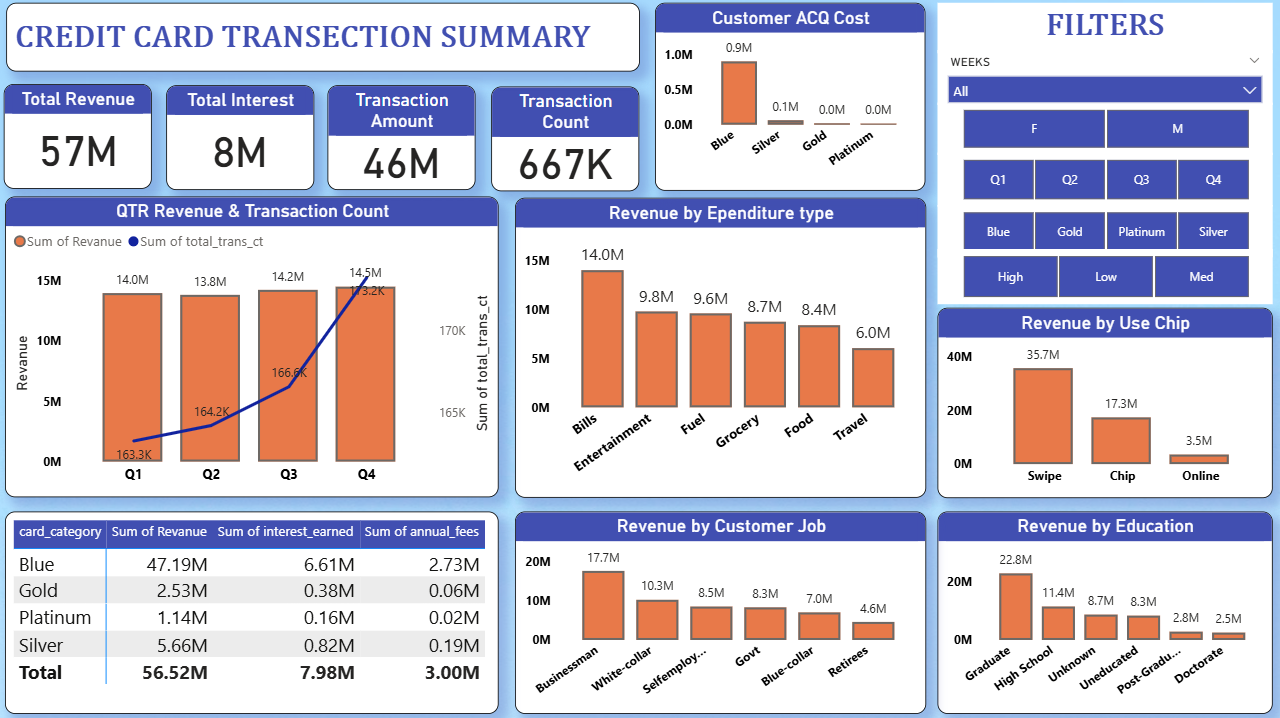 CREDIT CARD TRANSECTION SUMMARY
Total Revenue
57M
Total Interest
8M
Transaction
Amount
46M
Transaction
Count
667K
Customer ACQ Cost
1.0M
0.5M
0.0M
0.9M
0.1M
0.0M
0.0M
Blue
Silver
Gold
Platinum
FILTERS
WEEKS
All
F M
Q1 Q2 Q3 Q4
Blue Gold Platinum Silver
High Low Med
QTR Revenue & Transaction Count
Sum of Revanue Sum of total_trans_ct
Revanue
15M
10M
5M
0M
14.0M
13.8M
14.2M
14.5M
163.3K
164.2K
166.6K
173.2K
170K
165K
Sum of total_trans_ct
Q1 Q2 Q3 Q4
Revenue by Ependiture type
15M
10M
5M
0M
14.0M
9.8M
9.6M
8.7M
8.4M
6.0M
Bills
Entertainment
Fuel
Grocery
Food
Travel
Revenue by Use Chip
40M
20M
0M
35.7M
17.3M
3.5M
Swipe Chip Online
card_category Sum of Revanue Sum of interest_earned Sum of annual_fees
Blue 47.19M 6.61M 2.73M
Gold 2.53M 0.38M 0.06M
Platinum 1.14M 0.16M 0.02M
Silver 5.66M 0.82M 0.19M
Total 56.52M 7.98M 3.00M
Revenue by Customer Job
20M
10M
0M
17.7M
10.3M
8.5M
8.3M
7.0M
4.6M
Businessman
White-collar
Selfemploy...
Govt
Blue-collar
Retirees
Revenue by Education
20M
0M
22.8M
11.4M
8.7M
8.3M
2.8M
2.5M
Graduate
High School
Unknown
Uneducated
Post-Gradu...
Doctorate